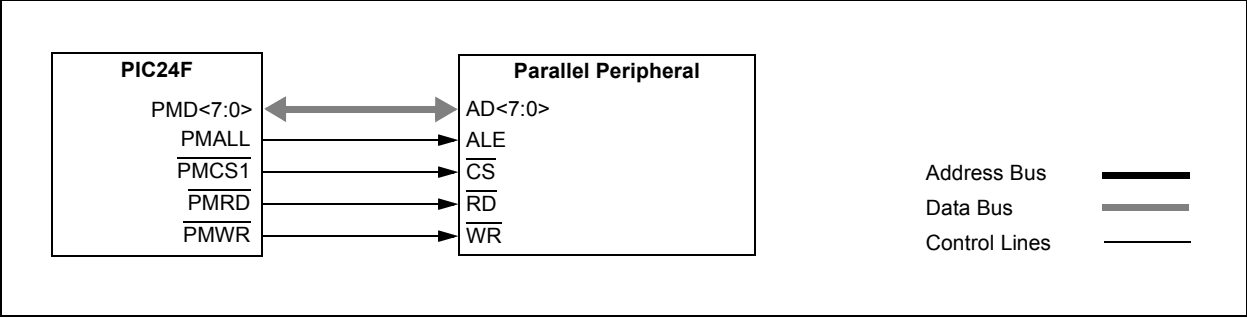 PIC24F
PMD<7:0>
PMALL
PMCS1
PMRD
PMWR
Parallel Peripheral
AD<7:0>
ALE
CS
RD
WR
Address Bus
Data Bus
Control Lines